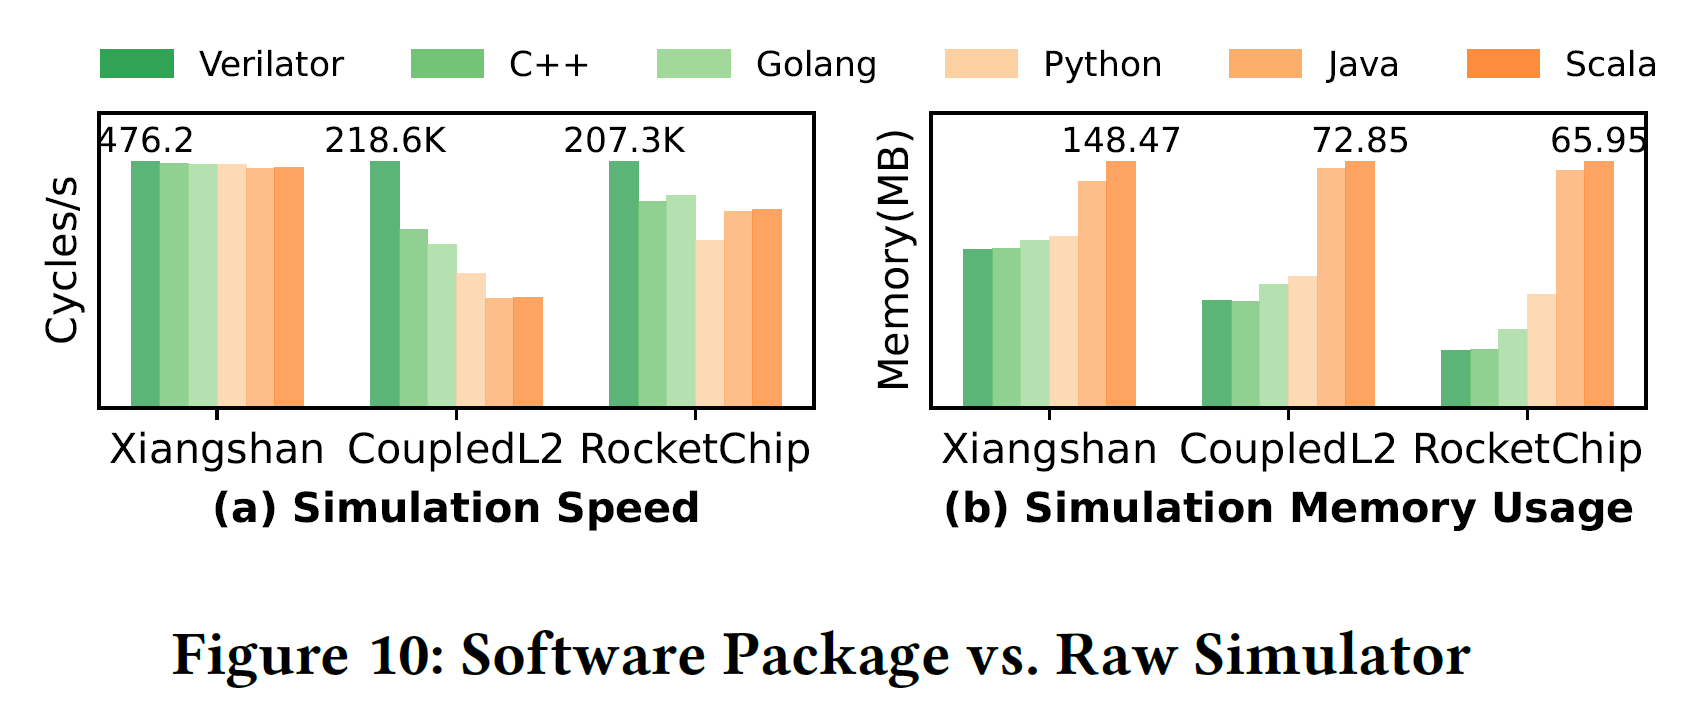 Verilator C++ Golang Python Java Scala
476.2 218.6K 207.3K
Cycles/s
Xiangshan CoupledL2 RocketChip
(a) Simulation Speed
148.47 72.85 65.95
Memory(MB)
Xiangshan CoupledL2 RocketChip
(b) Simulation Memory Usage
Figure 10: Software Package vs. Raw Simulator